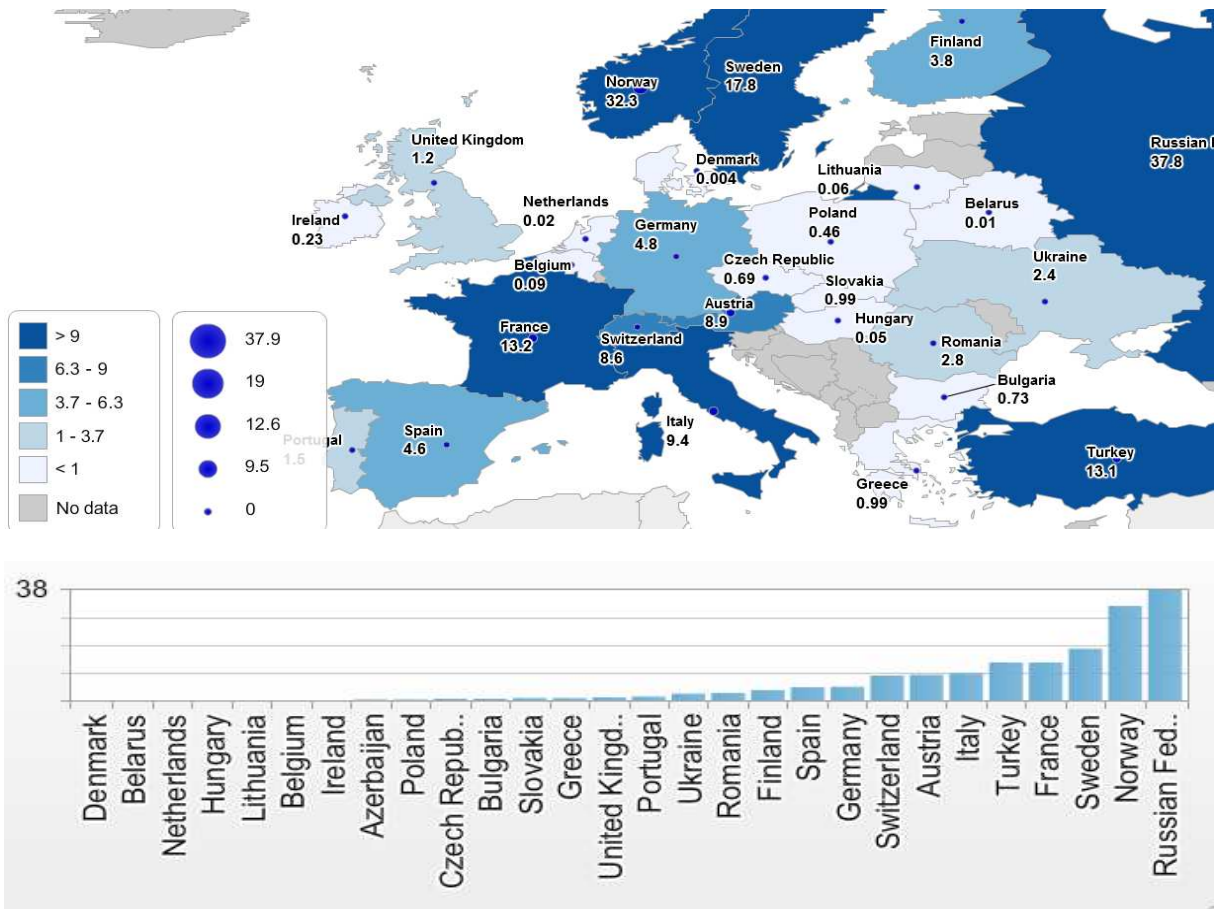 Finland
3.8
Sweden
17.8
Norway
32.3
Russian
37.8
United Kingdom
1.2
Denmark
0.004
Lithuania
0.06
Netherlands
0.02
Belarus
0.01
Ireland
0.23
Poland
0.46
Germany
4.8
Ukraine
2.4
Czech Republic
0.69
Belgium
0.09
Slovakia
0.99
Austria
8.9
Hungary
0.05
France
13.2
Switzerland
8.6
Romania
2.8
Bulgaria
0.73
Italy
9.4
Spain
4.6
Portugal
1.5
Turkey
13.1
Greece
0.99
> 9
6.3 - 9
3.7 - 6.3
1 - 3.7
< 1
No data
37.9
19
12.6
9.5
0
38
Denmark
Belarus
Netherlands
Hungary
Lithuania
Belgium
Ireland
Azerbaijan
Poland
Czech Repub..
Bulgaria
Slovakia
Greece
United Kingd..
Portugal
Ukraine
Romania
Finland
Spain
Germany
Switzerland
Austria
Italy
Turkey
France
Sweden
Norway
Russian Fed..